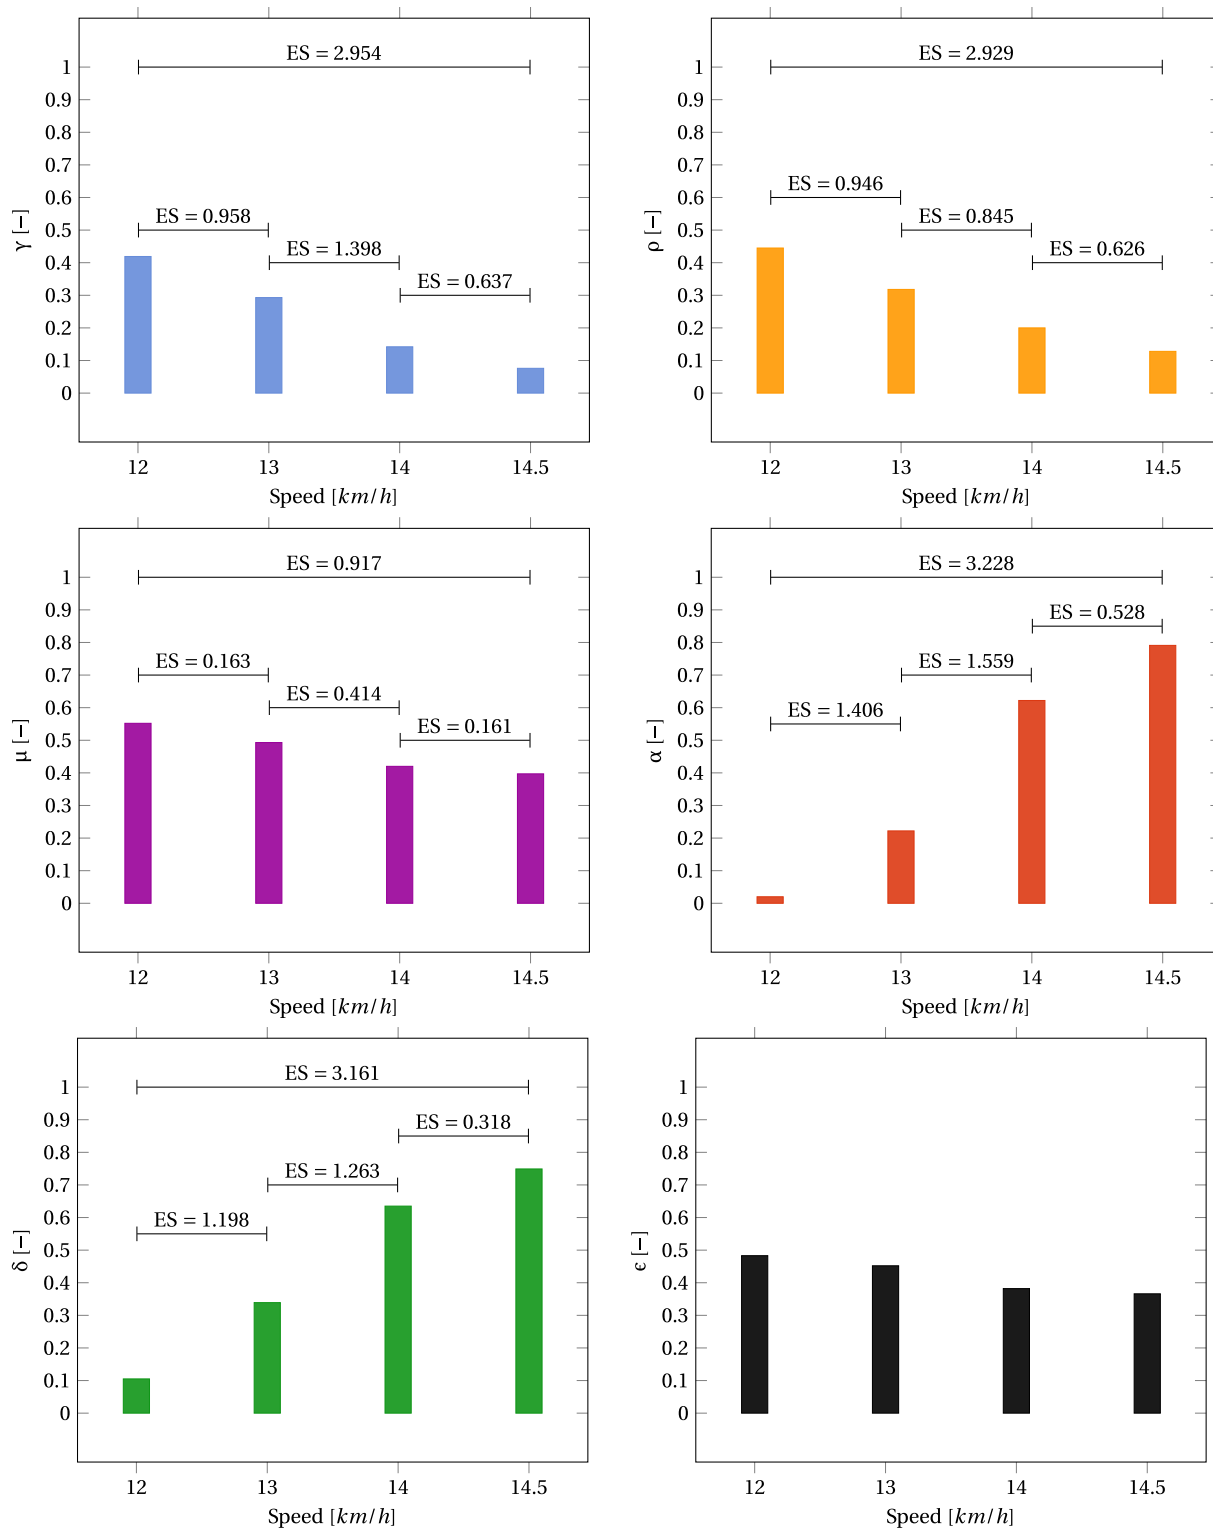 ES = 2.954
1
0.9
0.8
0.7
0.6
0.5
0.4
0.3
0.2
0.1
0
ES = 0.958
ES = 1.398
ES = 0.637
γ [−]
12 13 14 14.5
Speed [km/h]
ES = 2.929
1
0.9
0.8
0.7
0.6
0.5
0.4
0.3
0.2
0.1
0
ES = 0.946
ES = 0.845
ES = 0.626
ρ [−]
12 13 14 14.5
Speed [km/h]
ES = 0.917
1
0.9
0.8
0.7
0.6
0.5
0.4
0.3
0.2
0.1
0
ES = 0.163
ES = 0.414
ES = 0.161
μ [−]
12 13 14 14.5
Speed [km/h]
ES = 3.228
1
0.9
0.8
0.7
0.6
0.5
0.4
0.3
0.2
0.1
0
ES = 0.528
ES = 1.559
ES = 1.406
α [−]
12 13 14 14.5
Speed [km/h]
ES = 3.161
1
0.9
0.8
0.7
0.6
0.5
0.4
0.3
0.2
0.1
0
ES = 0.318
ES = 1.263
ES = 1.198
δ [−]
12 13 14 14.5
Speed [km/h]
1
0.9
0.8
0.7
0.6
0.5
0.4
0.3
0.2
0.1
0
ϵ [−]
12 13 14 14.5
Speed [km/h]